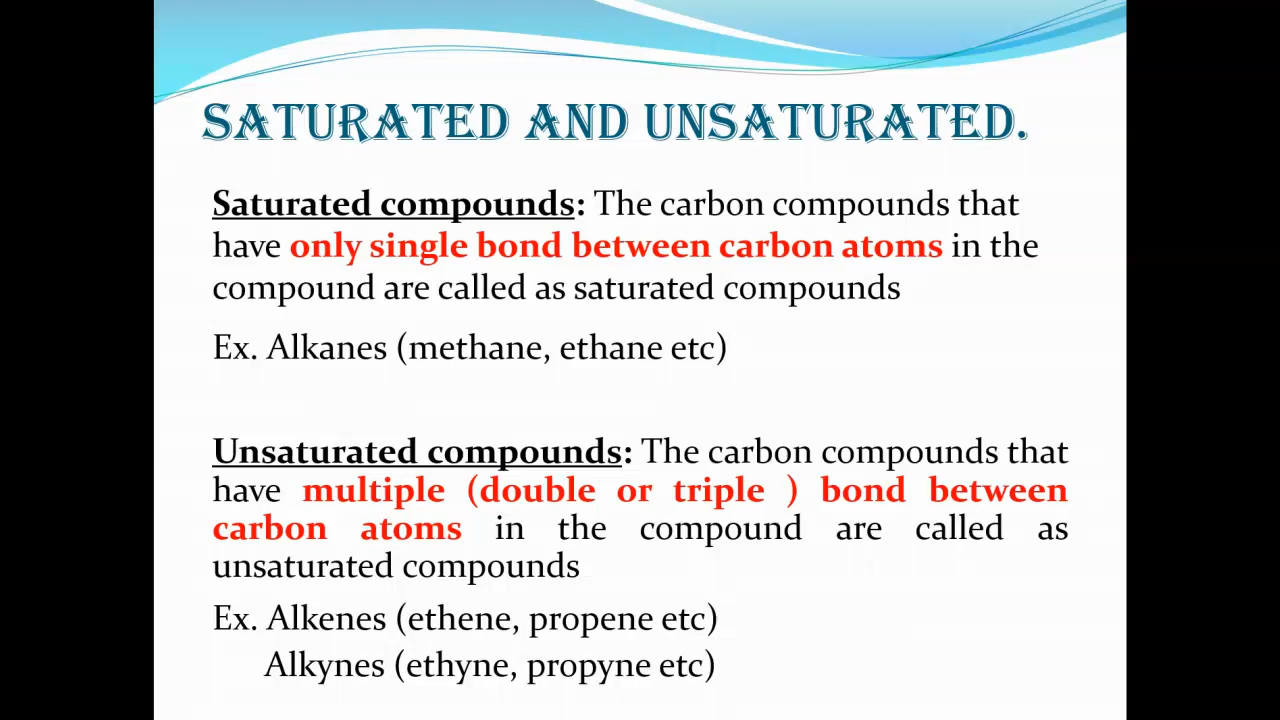 SATURATED AND UNSATURATED.
Saturated compounds: The carbon compounds that
have only single bond between carbon atoms in the
compound are called as saturated compounds
Ex. Alkanes (methane, ethane etc)
Unsaturated compounds: The carbon compounds that
have multiple (double or triple ) bond between
carbon atoms in the compound are called as
unsaturated compounds
Ex. Alkenes (ethene, propene etc)
Alkynes (ethyne, propyne etc)